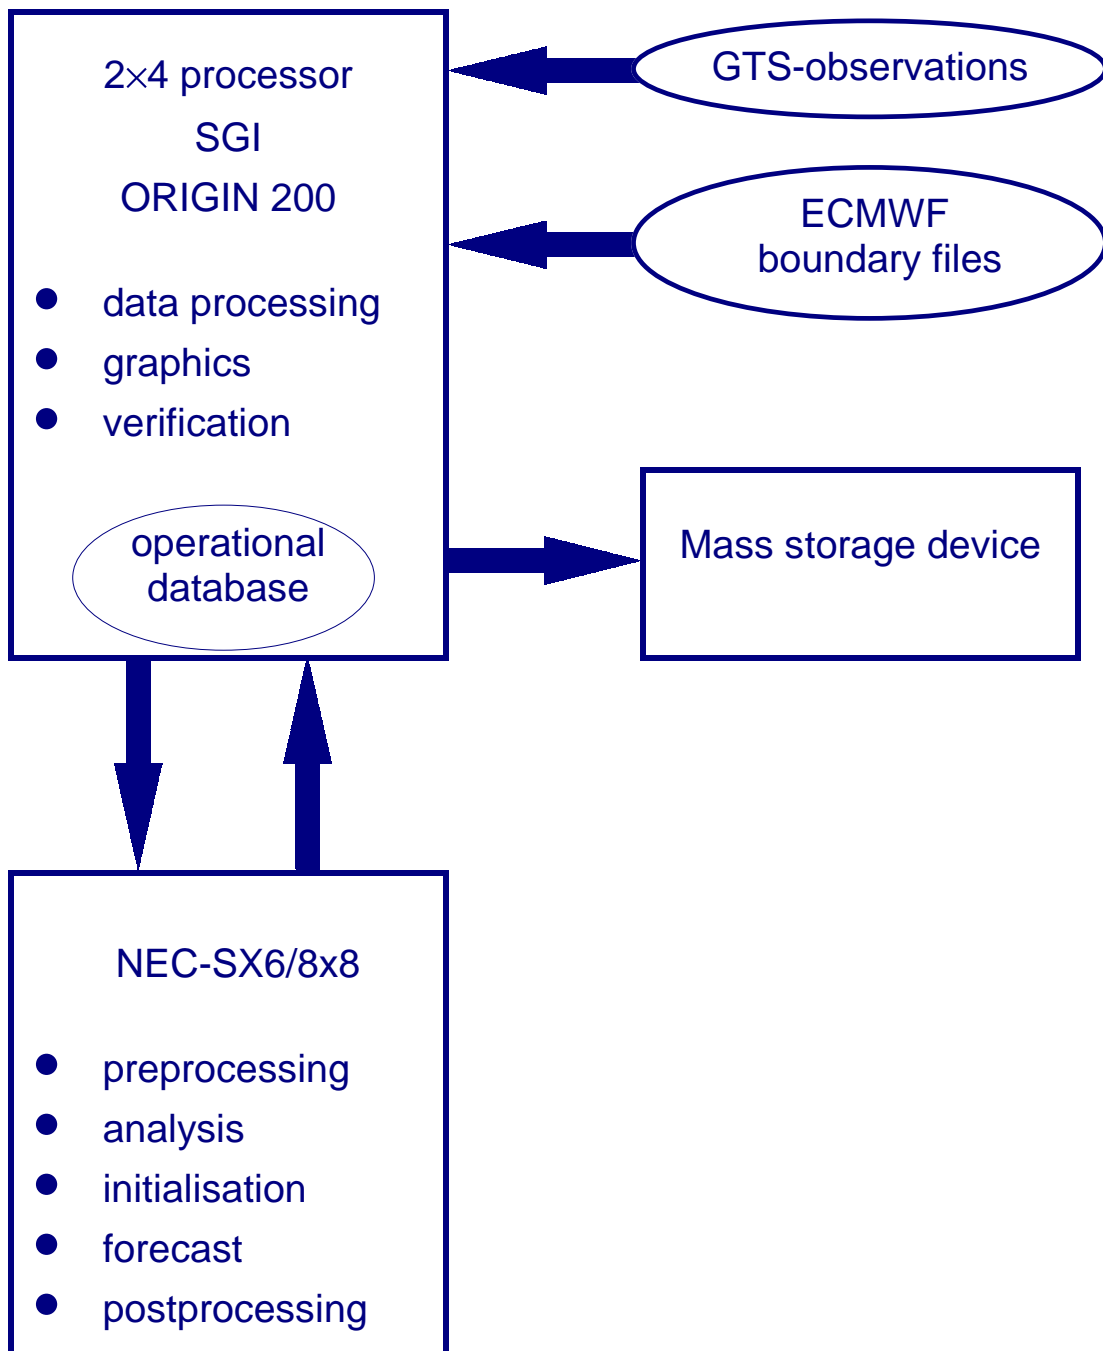 2×4 processor
SGI
ORIGIN 200
● data processing
● graphics
● verification
operational
database
GTS-observations
ECMWF
boundary files
Mass storage device
NEC-SX6/8x8
● preprocessing
● analysis
● initialisation
● forecast
● postprocessing